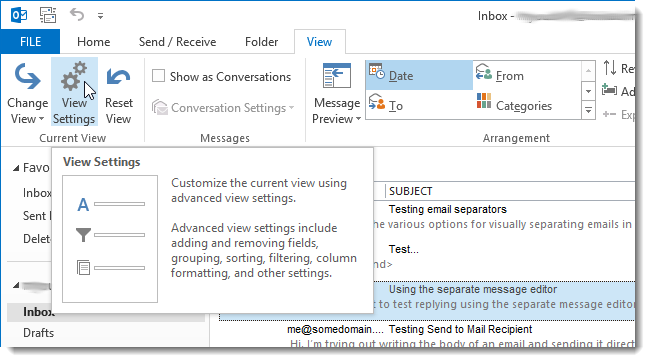 Inbox -
FILE Home Send / Receive Folder View
Change View
View Settings
Reset View
Show as Conversations
Conversation Settings
Message Preview
Date
From
To
Categories
Rev
Ad
Exp
Current View Messages Arrangement
View Settings
Customize the current view using
advanced view settings.
Advanced view settings include
adding and removing fields,
grouping, sorting, filtering, column
formatting, and other settings.
A
Favo
Inbox
Sent
Delete
Inbox
Drafts
SUBJECT
Testing email separators
he various options for visually separating emails in
Test...
nd>
Using the separate message editor
t to test replying using the separate message editor
me@somedomain.... Testing Send to Mail Recipient
Hi, I'm trying out writing the body of an email and sending it direc